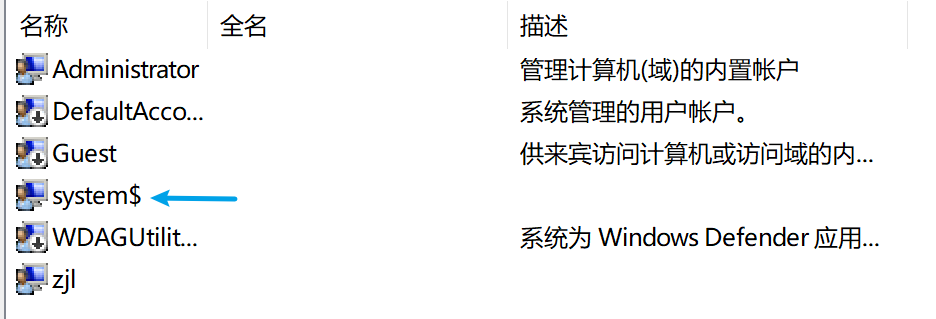 名称 全名 描述
Administrator 管理计算机(域)的内置帐户
DefaultAcco... 系统管理的用户帐户。
Guest 供来宾访问计算机或访问域的内...
system$
WDAGUtilit... 系统为 Windows Defender 应用...
zjl